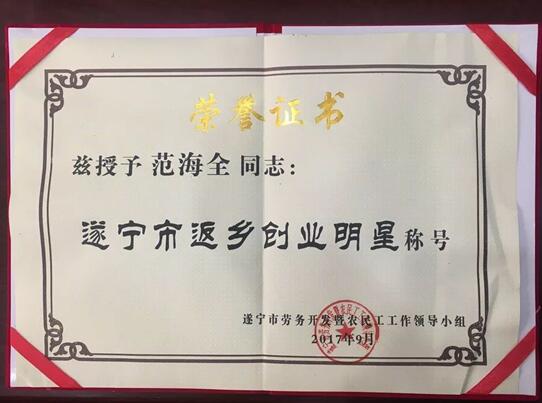 荣誉证书
兹授予 范海全 同志：
遂宁市返乡创业明星称号
遂宁市劳务开发暨农民工工作领导小组
2017年9月